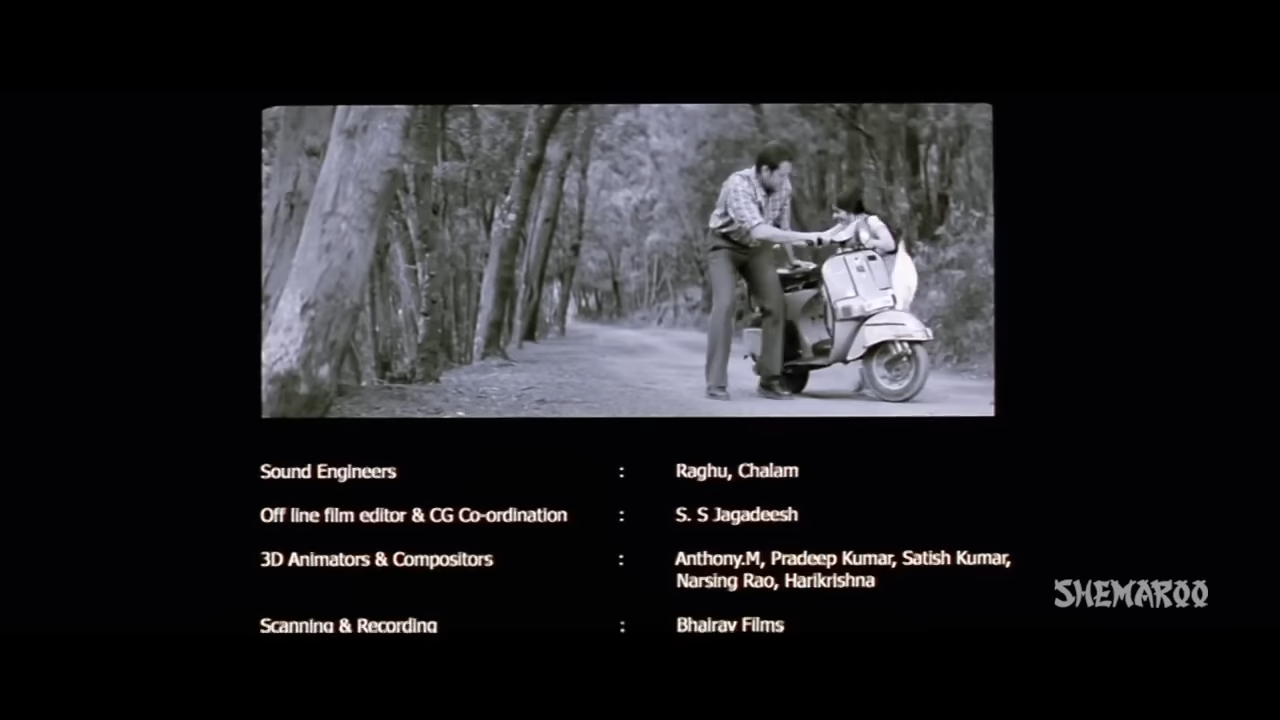 Sound Engineers : Raghu, Chalam
Off line film editor & CG Co-ordination : S. S Jagadeesh
3D Animators & Compositors : Anthony.M, Pradeep Kumar, Satish Kumar,
Narsing Rao, Harikrishna
SHEMAROO
Scanning & Recording : Bhairav Films